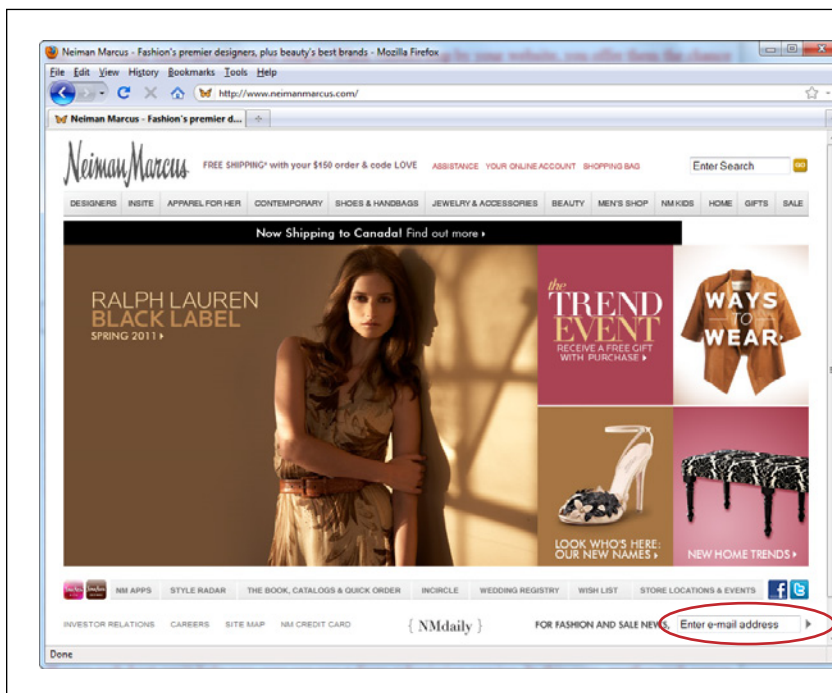 Neiman Marcus - Fashion's premier designers, plus beauty's best brands - Mozilla Firefox
File Edit View History Bookmarks Tools Help
http://www.neimanmarcus.com/
Neiman Marcus - Fashion's premier d...
Neiman Marcus
FREE SHIPPING* with your $150 order & code LOVE
ASSISTANCE YOUR ONLINE ACCOUNT SHOPPING BAG
Enter Search
GO
DESIGNERS INSITE APPAREL FOR HER CONTEMPORARY SHOES & HANDBAGS JEWELRY & ACCESSORIES BEAUTY MEN'S SHOP NM KIDS HOME GIFTS SALE
Now Shipping to Canada! Find out more
RALPH LAUREN
BLACK LABEL
SPRING 2011
the
TREND
EVENT
RECEIVE A FREE GIFT
WITH PURCHASE
WAYS
TO
WEAR
LOOK WHO'S HERE:
OUR NEW NAMES
NEW HOME TRENDS
NM APPS STYLE RADAR THE BOOK, CATALOGS & QUICK ORDER INCIRCLE WEDDING REGISTRY WISH LIST STORE LOCATIONS & EVENTS
INVESTOR RELATIONS CAREERS SITE MAP NM CREDIT CARD
{ NMdaily }
FOR FASHION AND SALE NEWS,
Enter e-mail address
Done